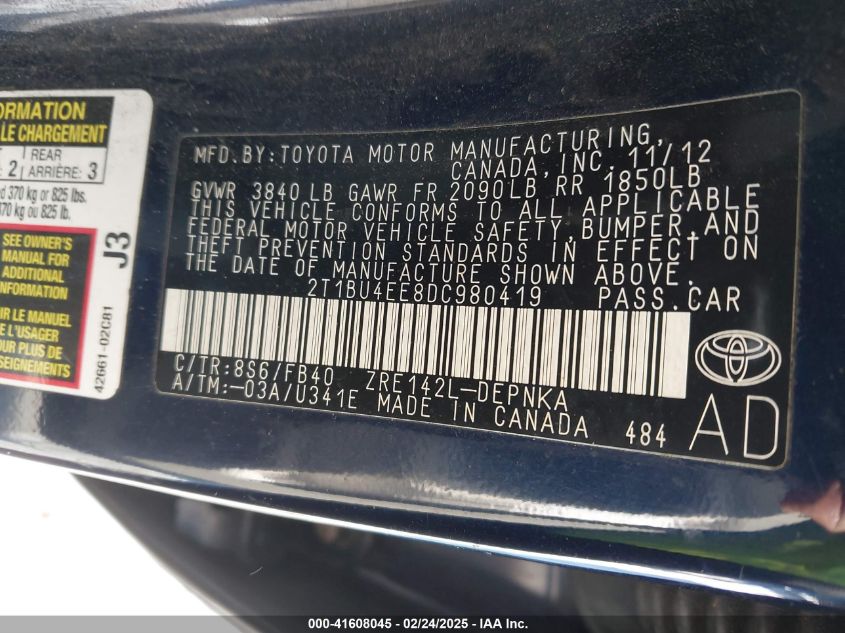 ORMATION
LE CHARGEMENT
2 REAR ARRIÈRE: 3
d 370 kg or 825 lbs.
370 kg ou 825 lb.
SEE OWNER'S
MANUAL FOR
ADDITIONAL
INFORMATION
IR LE MANUEL
E L'USAGER
OUR PLUS DE
SEIGNEMENTS
J3
42661-02C81
MFD.BY:TOYOTA MOTOR MANUFACTURING,
CANADA,INC. 11/12
GVWR 3840 LB GAWR FR 2090LB RR 1850LB
THIS VEHICLE CONFORMS TO ALL APPLICABLE
FEDERAL MOTOR VEHICLE SAFETY,BUMPER,AND
THEFT PREVENTION STANDARDS IN EFFECT ON
THE DATE OF MANUFACTURE SHOWN ABOVE.
2T1BU4EE8DC980419 PASS.CAR
C/TR:8S6/FB40 ZRE142L-DEPNKA
A/TM:-03A/U341E MADE IN CANADA 484
AD
000-41608045 - 02/24/2025 - IAA Inc.